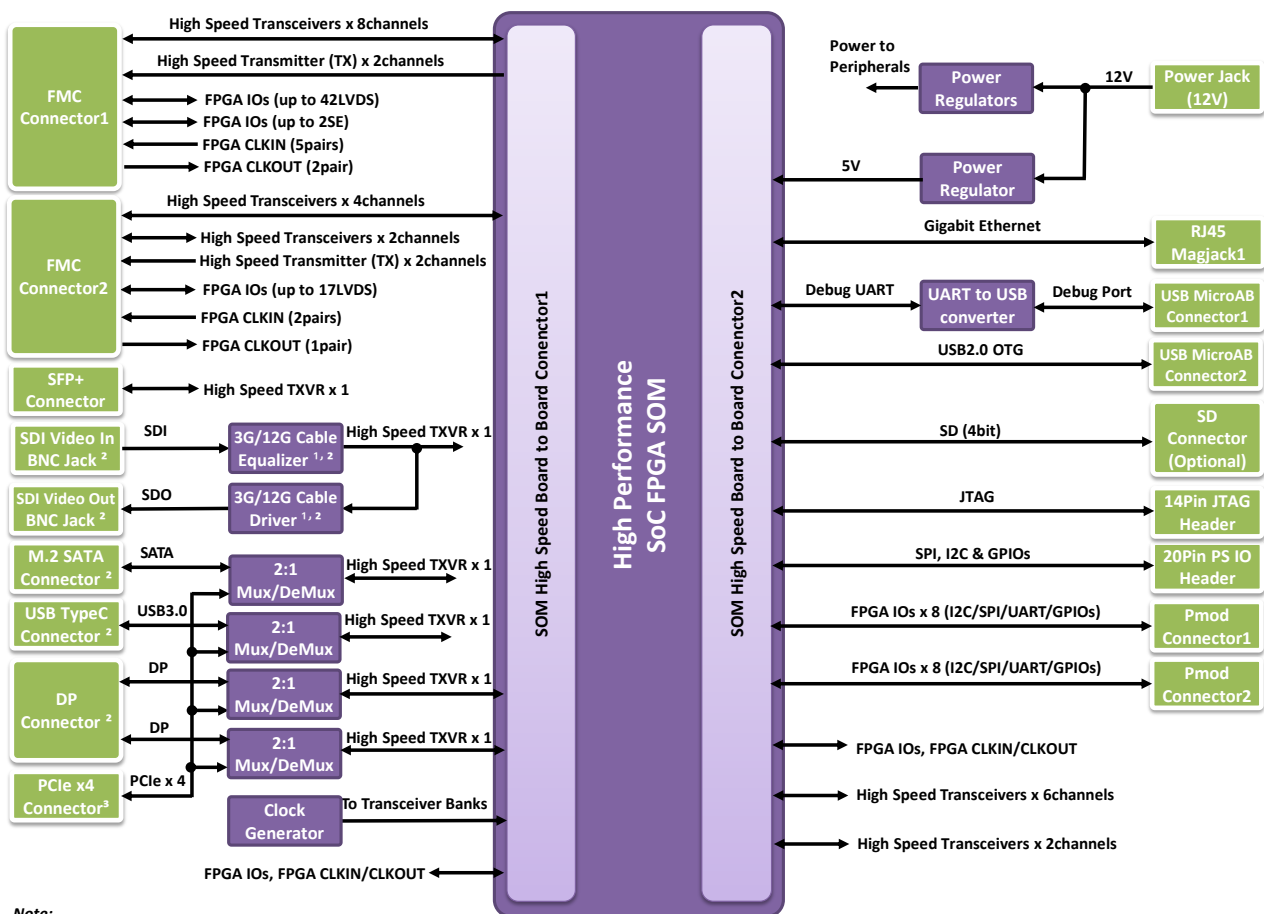 High Speed Transceivers x 8channels
High Speed Transmitter (TX) x 2channels
FMC
Connector1
FPGA IOs (up to 42LVDS)
FPGA IOs (up to 2SE)
FPGA CLKIN (5pairs)
FPGA CLKOUT (2pair)
High Speed Transceivers x 4channels
High Speed Transceivers x 2channels
High Speed Transmitter (TX) x 2channels
FMC
Connector2
FPGA IOs (up to 17LVDS)
FPGA CLKIN (2pairs)
FPGA CLKOUT (1pair)
SFP+
Connector
High Speed TXVR x 1
SDI Video In
BNC Jack ²
SDI
3G/12G Cable
Equalizer ¹, ²
High Speed TXVR x 1
SDI Video Out
BNC Jack ²
SDO
3G/12G Cable
Driver ¹, ²
M.2 SATA
Connector ²
SATA
2:1
Mux/DeMux
High Speed TXVR x 1
USB TypeC
Connector ²
USB3.0
2:1
Mux/DeMux
High Speed TXVR x 1
DP
Connector ²
DP
2:1
Mux/DeMux
High Speed TXVR x 1
DP
2:1
Mux/DeMux
High Speed TXVR x 1
PCIe x4
Connector³
PCIe x 4
Clock
Generator
To Transceiver Banks
FPGA IOs, FPGA CLKIN/CLKOUT
Note:
SOM High Speed Board to Board Conenctor1
High Performance
SoC FPGA SOM
SOM High Speed Board to Board Conenctor2
Power to
Peripherals
Power
Regulators
12V
Power Jack
(12V)
5V
Power
Regulator
Gigabit Ethernet
RJ45
Magjack1
Debug UART
UART to USB
converter
Debug Port
USB MicroAB
Connector1
USB2.0 OTG
USB MicroAB
Connector2
SD (4bit)
SD
Connector
(Optional)
JTAG
14Pin JTAG
Header
SPI, I2C & GPIOs
20Pin PS IO
Header
FPGA IOs x 8 (I2C/SPI/UART/GPIOs)
Pmod
Connector1
FPGA IOs x 8 (I2C/SPI/UART/GPIOs)
Pmod
Connector2
FPGA IOs, FPGA CLKIN/CLKOUT
High Speed Transceivers x 6channels
High Speed Transceivers x 2channels